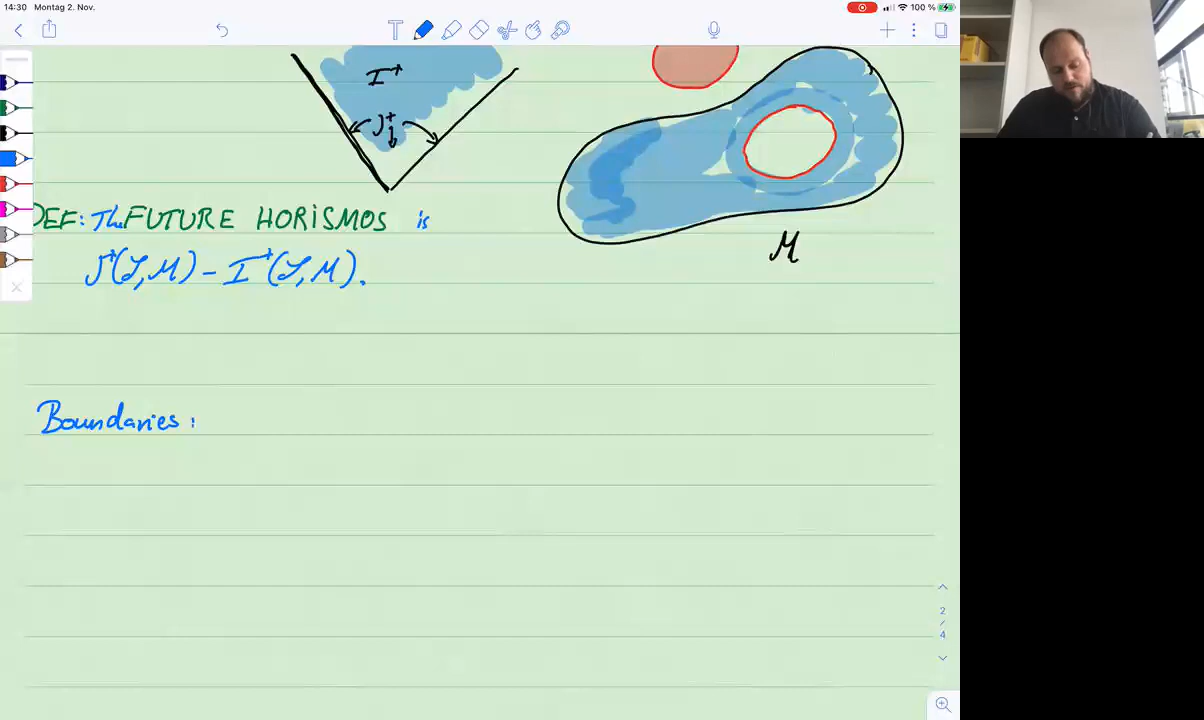 14:30 Montag 2. Nov.
100 %
I⁺
J⁺
DEF: The FUTURE HORISMOS is
J⁺(𝒮, M) - I⁺(𝒮, M).
M
Boundaries:
2
/
4